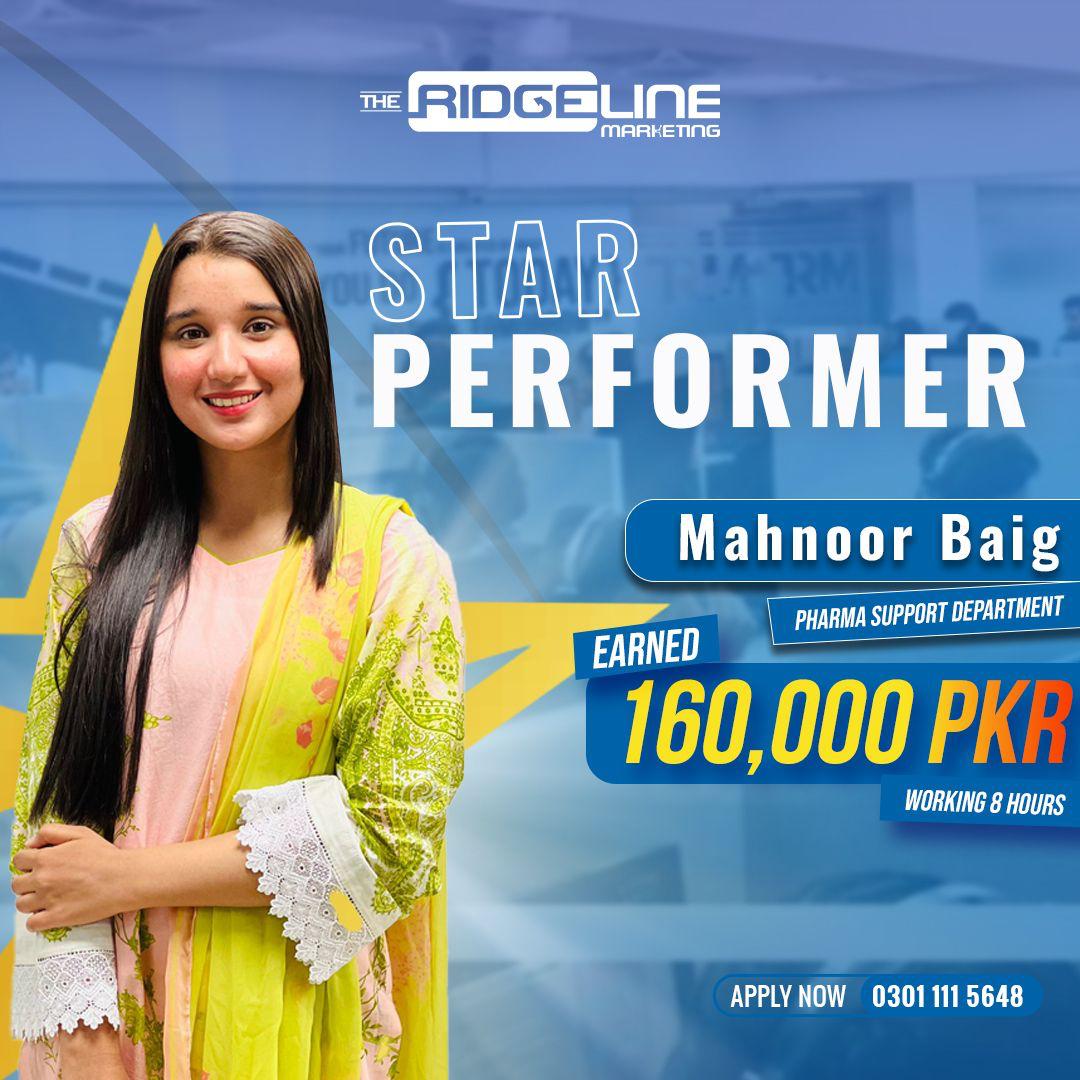 THE RIDGELINE
MARKETING
STAR
PERFORMER
Mahnoor Baig
PHARMA SUPPORT DEPARTMENT
EARNED
160,000 PKR
WORKING 8 HOURS
APPLY NOW 0301 111 5648